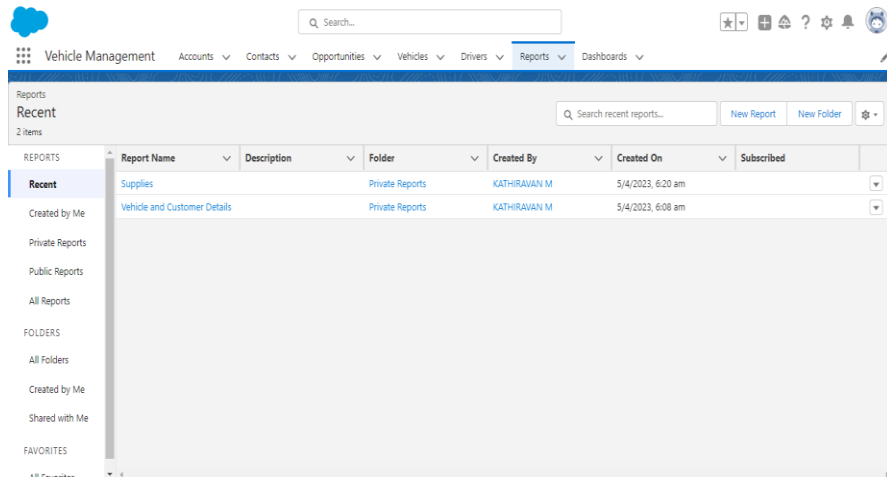 Search...
Vehicle Management Accounts Contacts Opportunities Vehicles Drivers Reports Dashboards
Reports
Recent
2 items
Search recent reports...
New Report New Folder
REPORTS
Recent
Created by Me
Private Reports
Public Reports
All Reports
FOLDERS
All Folders
Created by Me
Shared with Me
FAVORITES
All Favorites
Report Name Description Folder Created By Created On Subscribed
Supplies Private Reports KATHIRAVAN M 5/4/2023, 6:20 am
Vehicle and Customer Details Private Reports KATHIRAVAN M 5/4/2023, 6:08 am